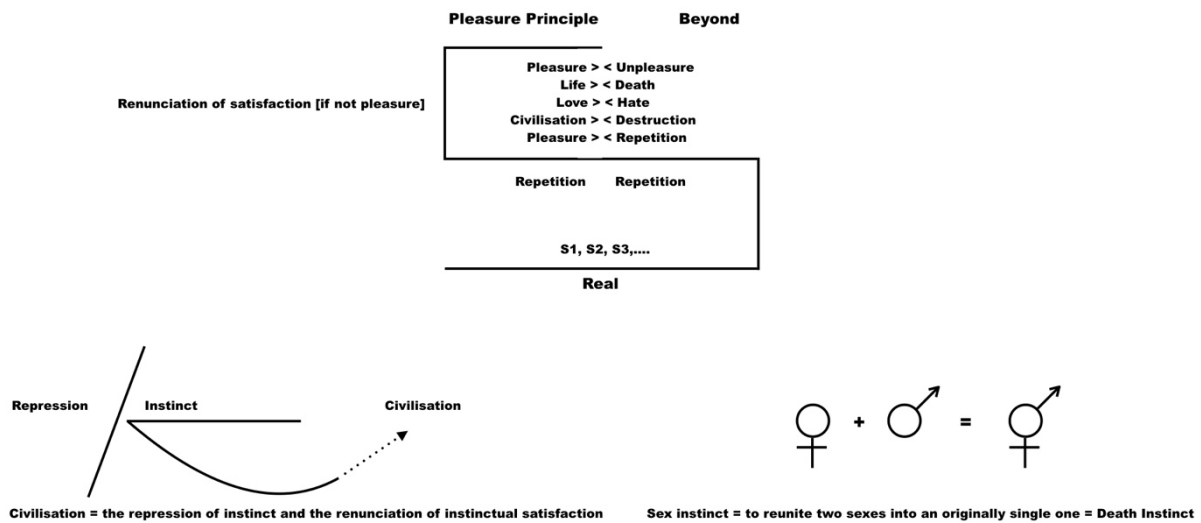 Pleasure Principle Beyond
Pleasure > < Unpleasure
Life > < Death
Renunciation of satisfaction [if not pleasure]
Love > < Hate
Civilisation > < Destruction
Pleasure > < Repetition
Repetition Repetition
S1, S2, S3,....
Real
Repression Instinct Civilisation
+ =
Civilisation = the repression of instinct and the renunciation of instinctual satisfaction
Sex instinct = to reunite two sexes into an originally single one = Death Instinct